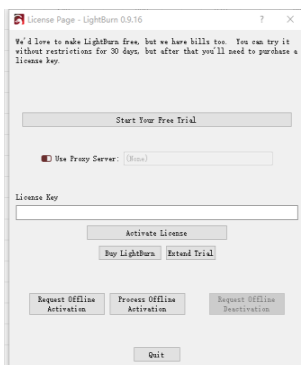 License Page - LightBurn 0.9.16
We'd love to make LightBurn free, but we have bills too. You can try it
without restrictions for 30 days, but after that you'll need to purchase a
license key.
Start Your Free Trial
Use Proxy Server: (None)
License Key
Activate License
Buy LightBurn Extend Trial
Request Offline Process Offline Request Offline
Activation Activation Deactivation
Quit